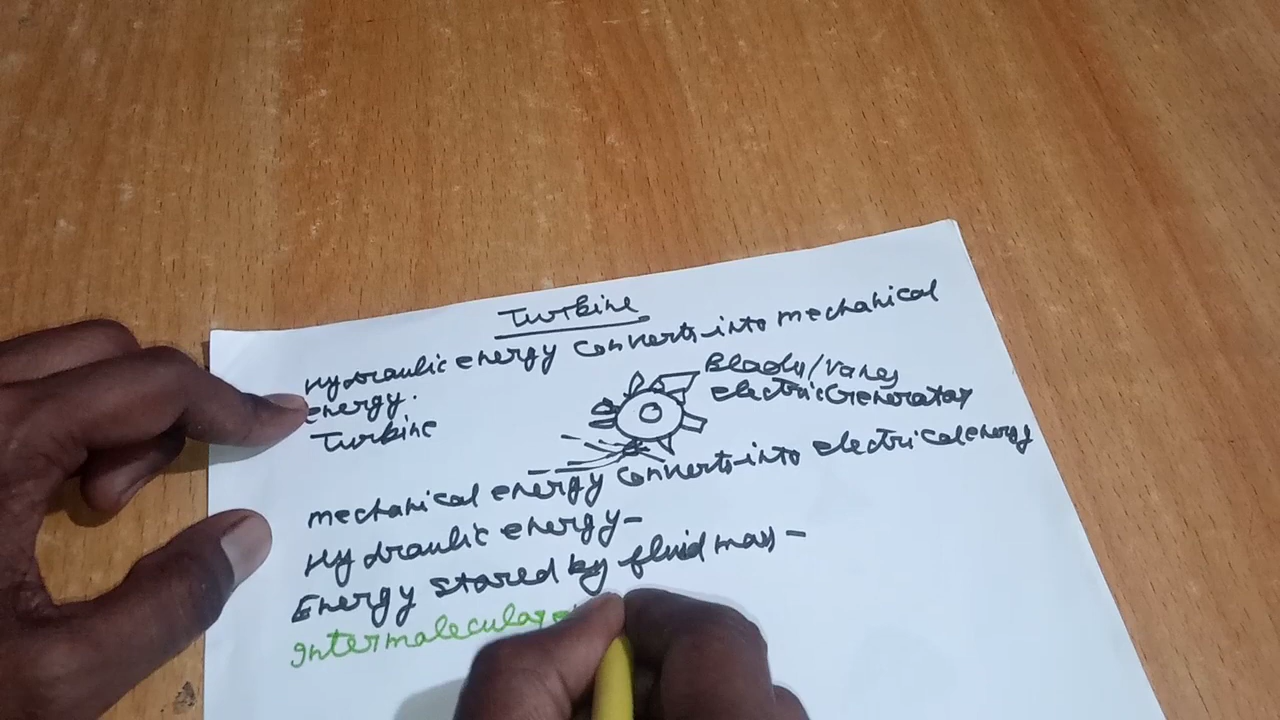 Turbine
Hydraulic energy converts into mechanical
energy.
Blades/Vanes
electric Generator
Turbine
mechanical energy converts into electrical energy
Hydraulic energy-
Energy stored by fluid mass -
Intermolecular